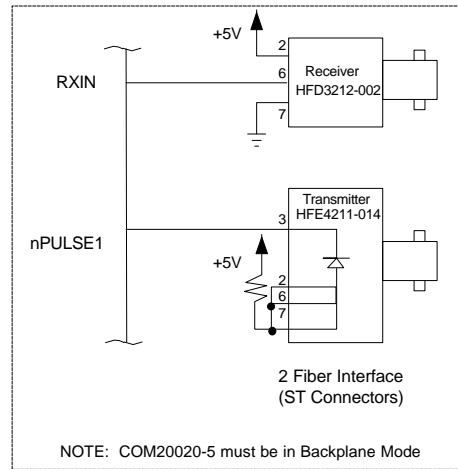 +5V
2
Receiver
HFD3212-002
RXIN
6
7
Transmitter
HFE4211-014
3
nPULSE1
+5V
2
6
7
2 Fiber Interface
(ST Connectors)
NOTE: COM20020-5 must be in Backplane Mode